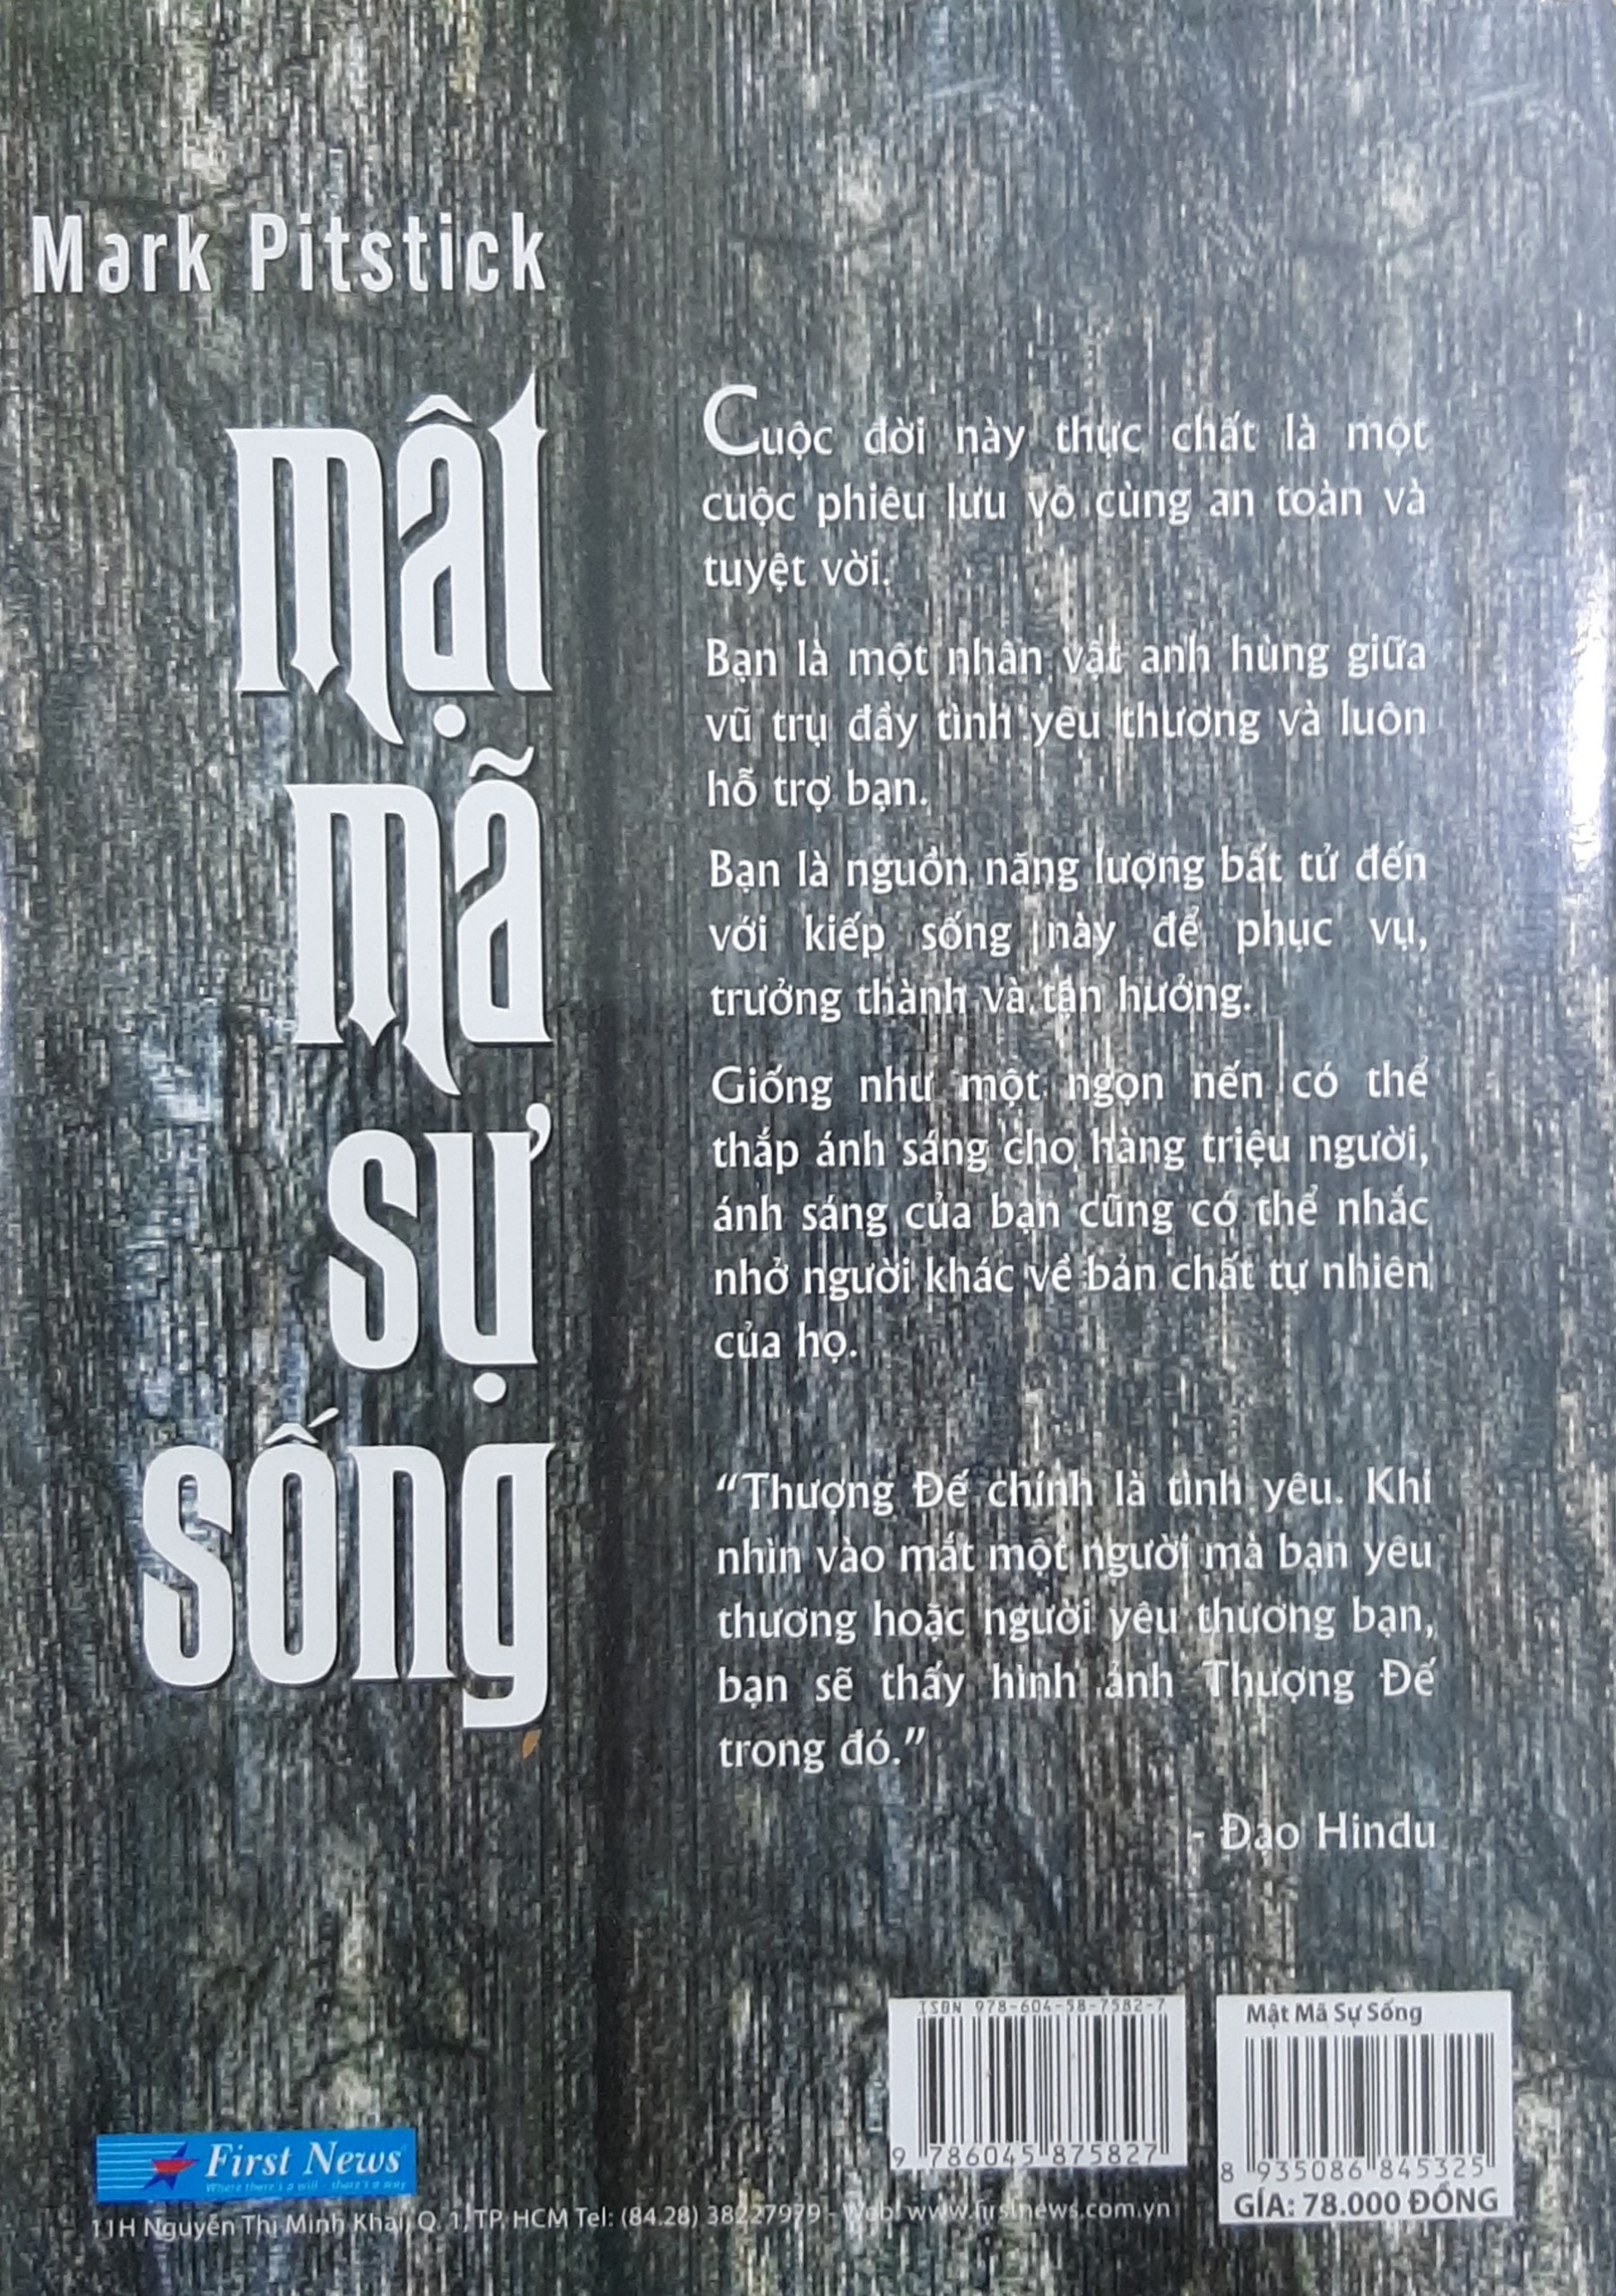 Mark Pitstick
mật
mã
sự
sống
Cuộc đời này thực chất là một
cuộc phiêu lưu vô cùng an toàn và
tuyệt vời.
Bạn là một nhân vật anh hùng giữa
vũ trụ đầy tình yêu thương và luôn
hỗ trợ bạn.
Bạn là nguồn năng lượng bất tử đến
với kiếp sống này để phục vụ,
trưởng thành và tận hưởng.
Giống như một ngọn nến có thể
thắp ánh sáng cho hàng triệu người,
ánh sáng của bạn cũng có thể nhắc
nhở người khác về bản chất tự nhiên
của họ.
“Thượng Đế chính là tình yêu. Khi
nhìn vào mắt một người mà bạn yêu
thương hoặc người yêu thương bạn,
bạn sẽ thấy hình ảnh Thượng Đế
trong đó.”
- Đạo Hindu
ISBN 978-604-58-7582-7
9 786045 875827
Mật Mã Sự Sống
8 935086 845325
GÍA: 78.000 ĐỒNG
First News
Where there's a will - there's a way
11H Nguyễn Thị Minh Khai, Q. 1, TP. HCM Tel: (84.28) 38227979 - Web: www.firstnews.com.vn